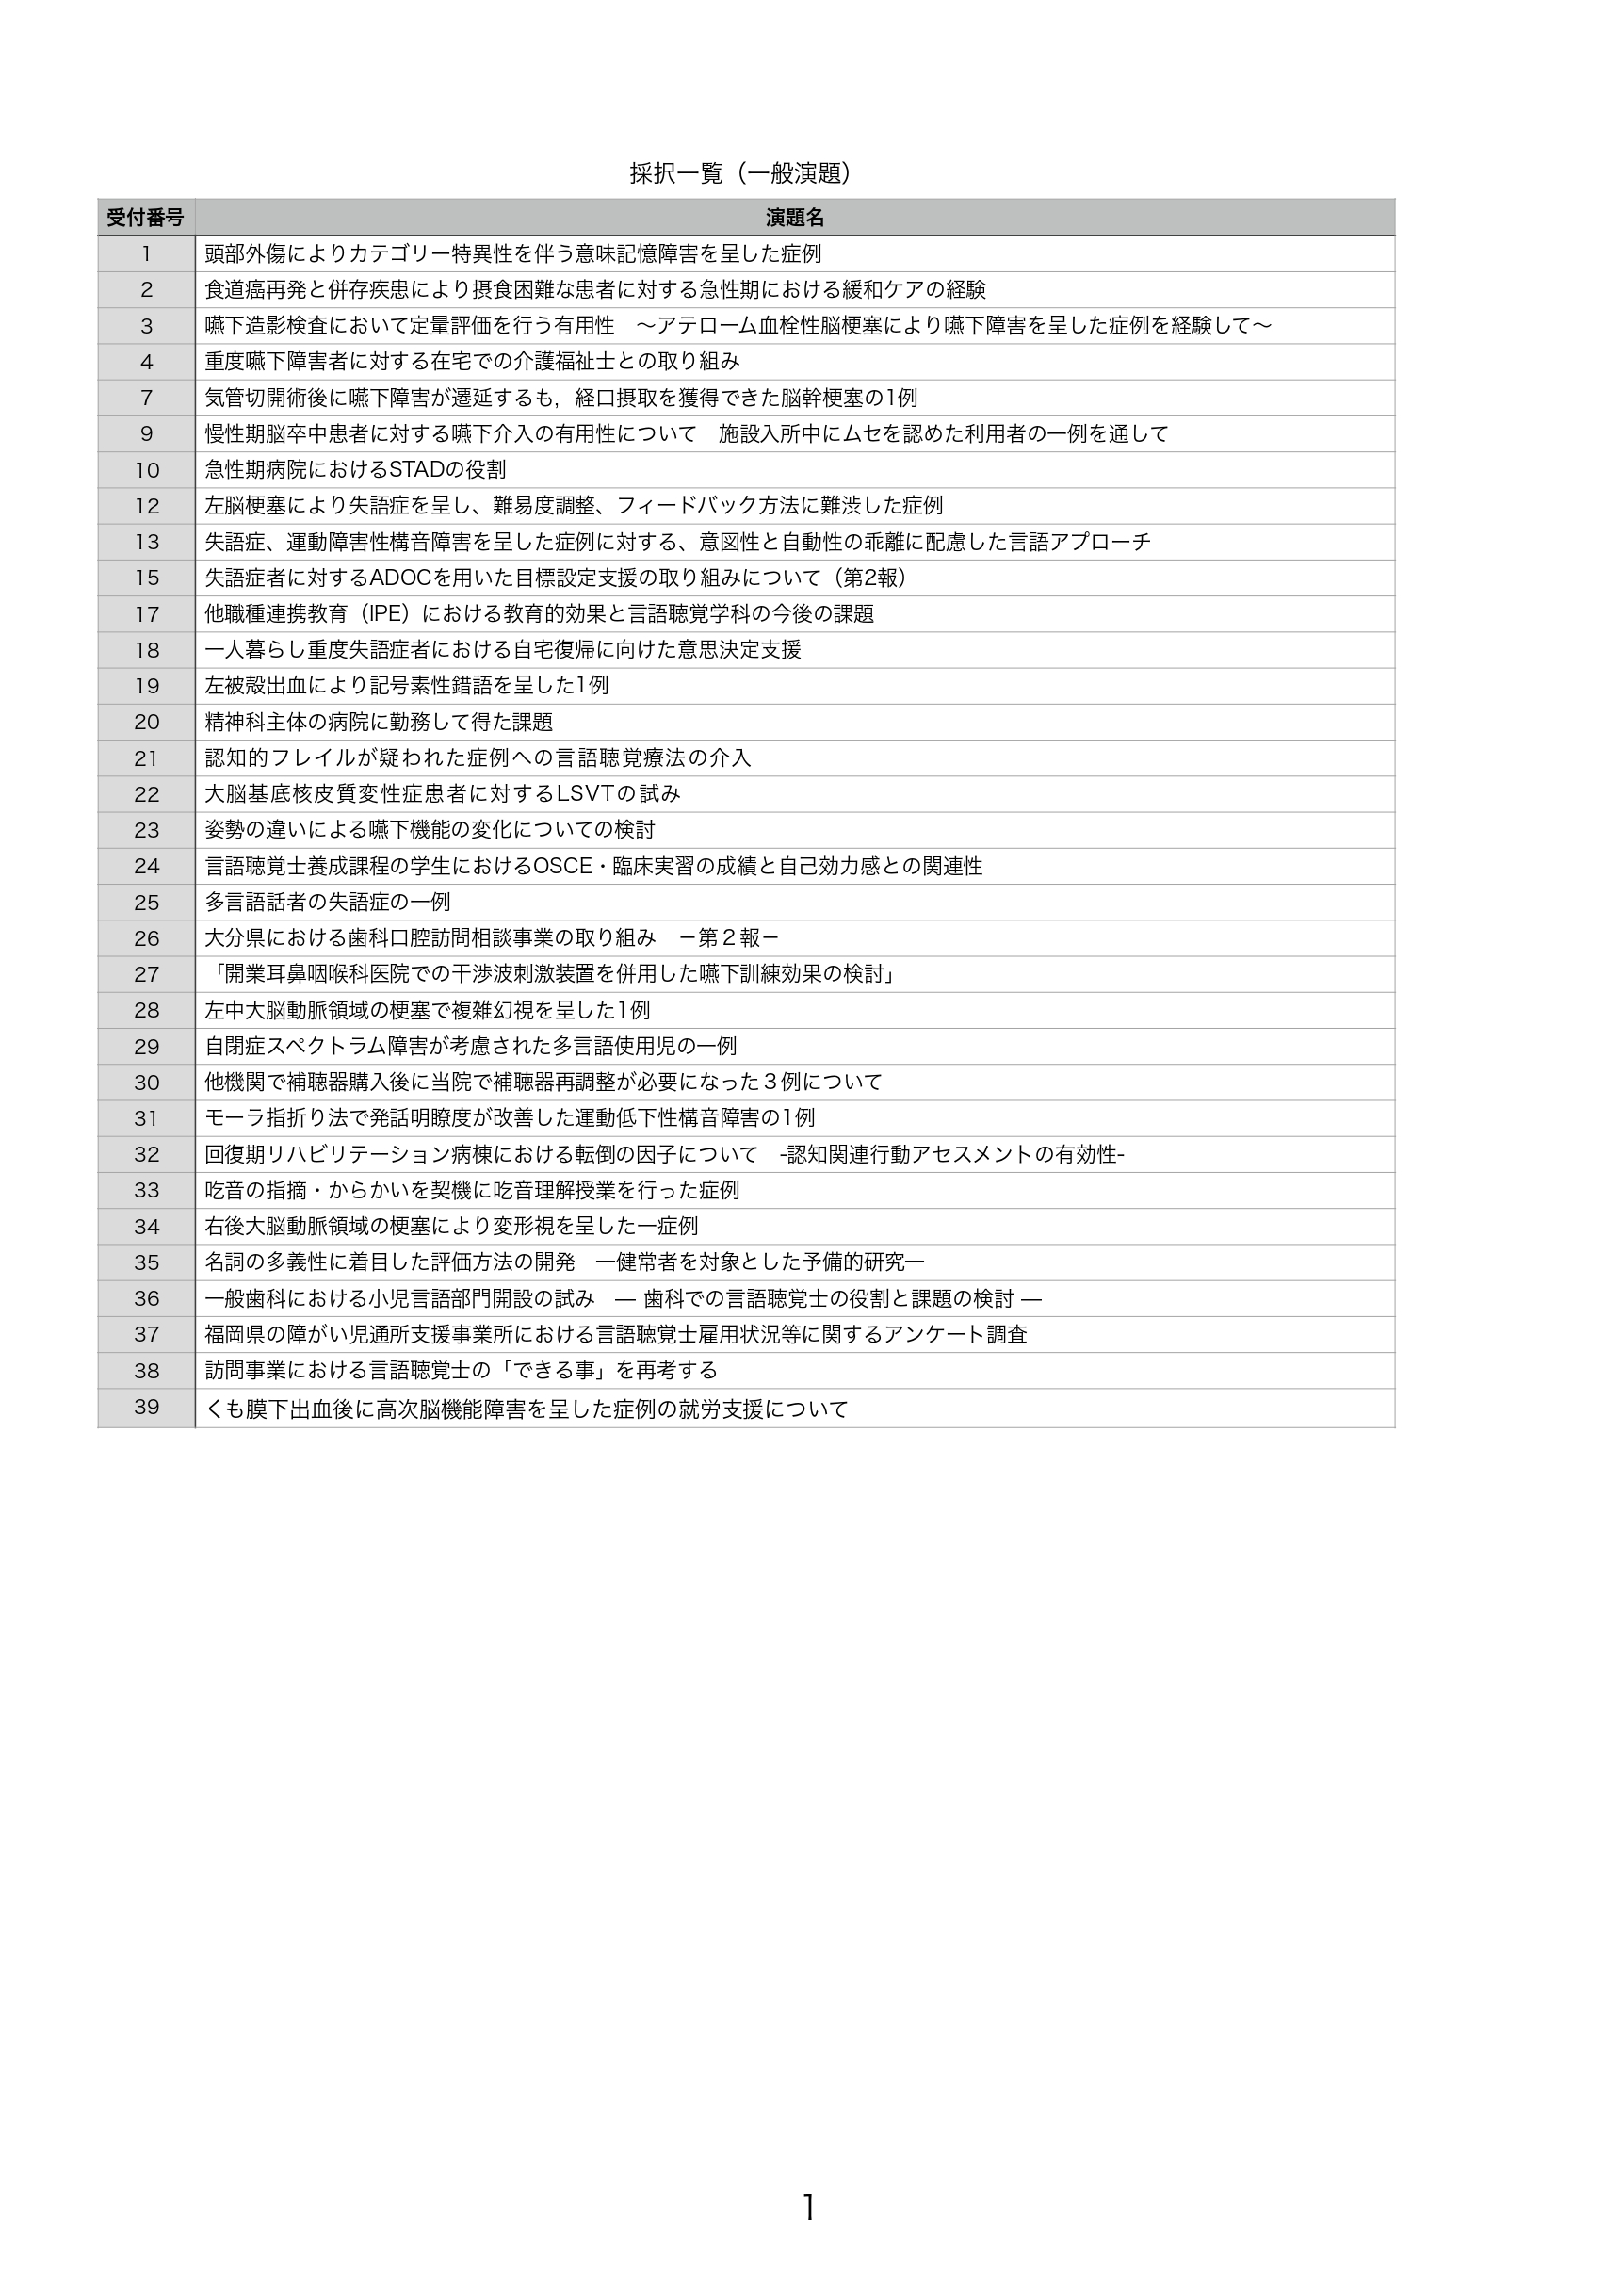 採択一覧（一般演題）
受付番号 演題名
1 頭部外傷によりカテゴリー特異性を伴う意味記憶障害を呈した症例
2 食道癌再発と併存疾患により摂食困難な患者に対する急性期における緩和ケアの経験
3 嚥下造影検査において定量評価を行う有用性　〜アテローム血栓性脳梗塞により嚥下障害を呈した症例を経験して〜
4 重度嚥下障害者に対する在宅での介護福祉士との取り組み
7 気管切開術後に嚥下障害が遷延するも，経口摂取を獲得できた脳幹梗塞の1例
9 慢性期脳卒中患者に対する嚥下介入の有用性について　施設入所中にムセを認めた利用者の一例を通して
10 急性期病院におけるSTADの役割
12 左脳梗塞により失語症を呈し、難易度調整、フィードバック方法に難渋した症例
13 失語症、運動障害性構音障害を呈した症例に対する、意図性と自動性の乖離に配慮した言語アプローチ
15 失語症者に対するADOCを用いた目標設定支援の取り組みについて（第2報）
17 他職種連携教育（IPE）における教育的効果と言語聴覚学科の今後の課題
18 一人暮らし重度失語症者における自宅復帰に向けた意思決定支援
19 左被殻出血により記号素性錯語を呈した1例
20 精神科主体の病院に勤務して得た課題
21 認知的フレイルが疑われた症例への言語聴覚療法の介入
22 大脳基底核皮質変性症患者に対するLSVTの試み
23 姿勢の違いによる嚥下機能の変化についての検討
24 言語聴覚士養成課程の学生におけるOSCE・臨床実習の成績と自己効力感との関連性
25 多言語話者の失語症の一例
26 大分県における歯科口腔訪問相談事業の取り組み　－第２報－
27 「開業耳鼻咽喉科医院での干渉波刺激装置を併用した嚥下訓練効果の検討」
28 左中大脳動脈領域の梗塞で複雑幻視を呈した1例
29 自閉症スペクトラム障害が考慮された多言語使用児の一例
30 他機関で補聴器購入後に当院で補聴器再調整が必要になった３例について
31 モーラ指折り法で発話明瞭度が改善した運動低下性構音障害の1例
32 回復期リハビリテーション病棟における転倒の因子について　-認知関連行動アセスメントの有効性-
33 吃音の指摘・からかいを契機に吃音理解授業を行った症例
34 右後大脳動脈領域の梗塞により変形視を呈した一症例
35 名詞の多義性に着目した評価方法の開発　―健常者を対象とした予備的研究―
36 一般歯科における小児言語部門開設の試み　― 歯科での言語聴覚士の役割と課題の検討 ―
37 福岡県の障がい児通所支援事業所における言語聴覚士雇用状況等に関するアンケート調査
38 訪問事業における言語聴覚士の「できる事」を再考する
39 くも膜下出血後に高次脳機能障害を呈した症例の就労支援について
1